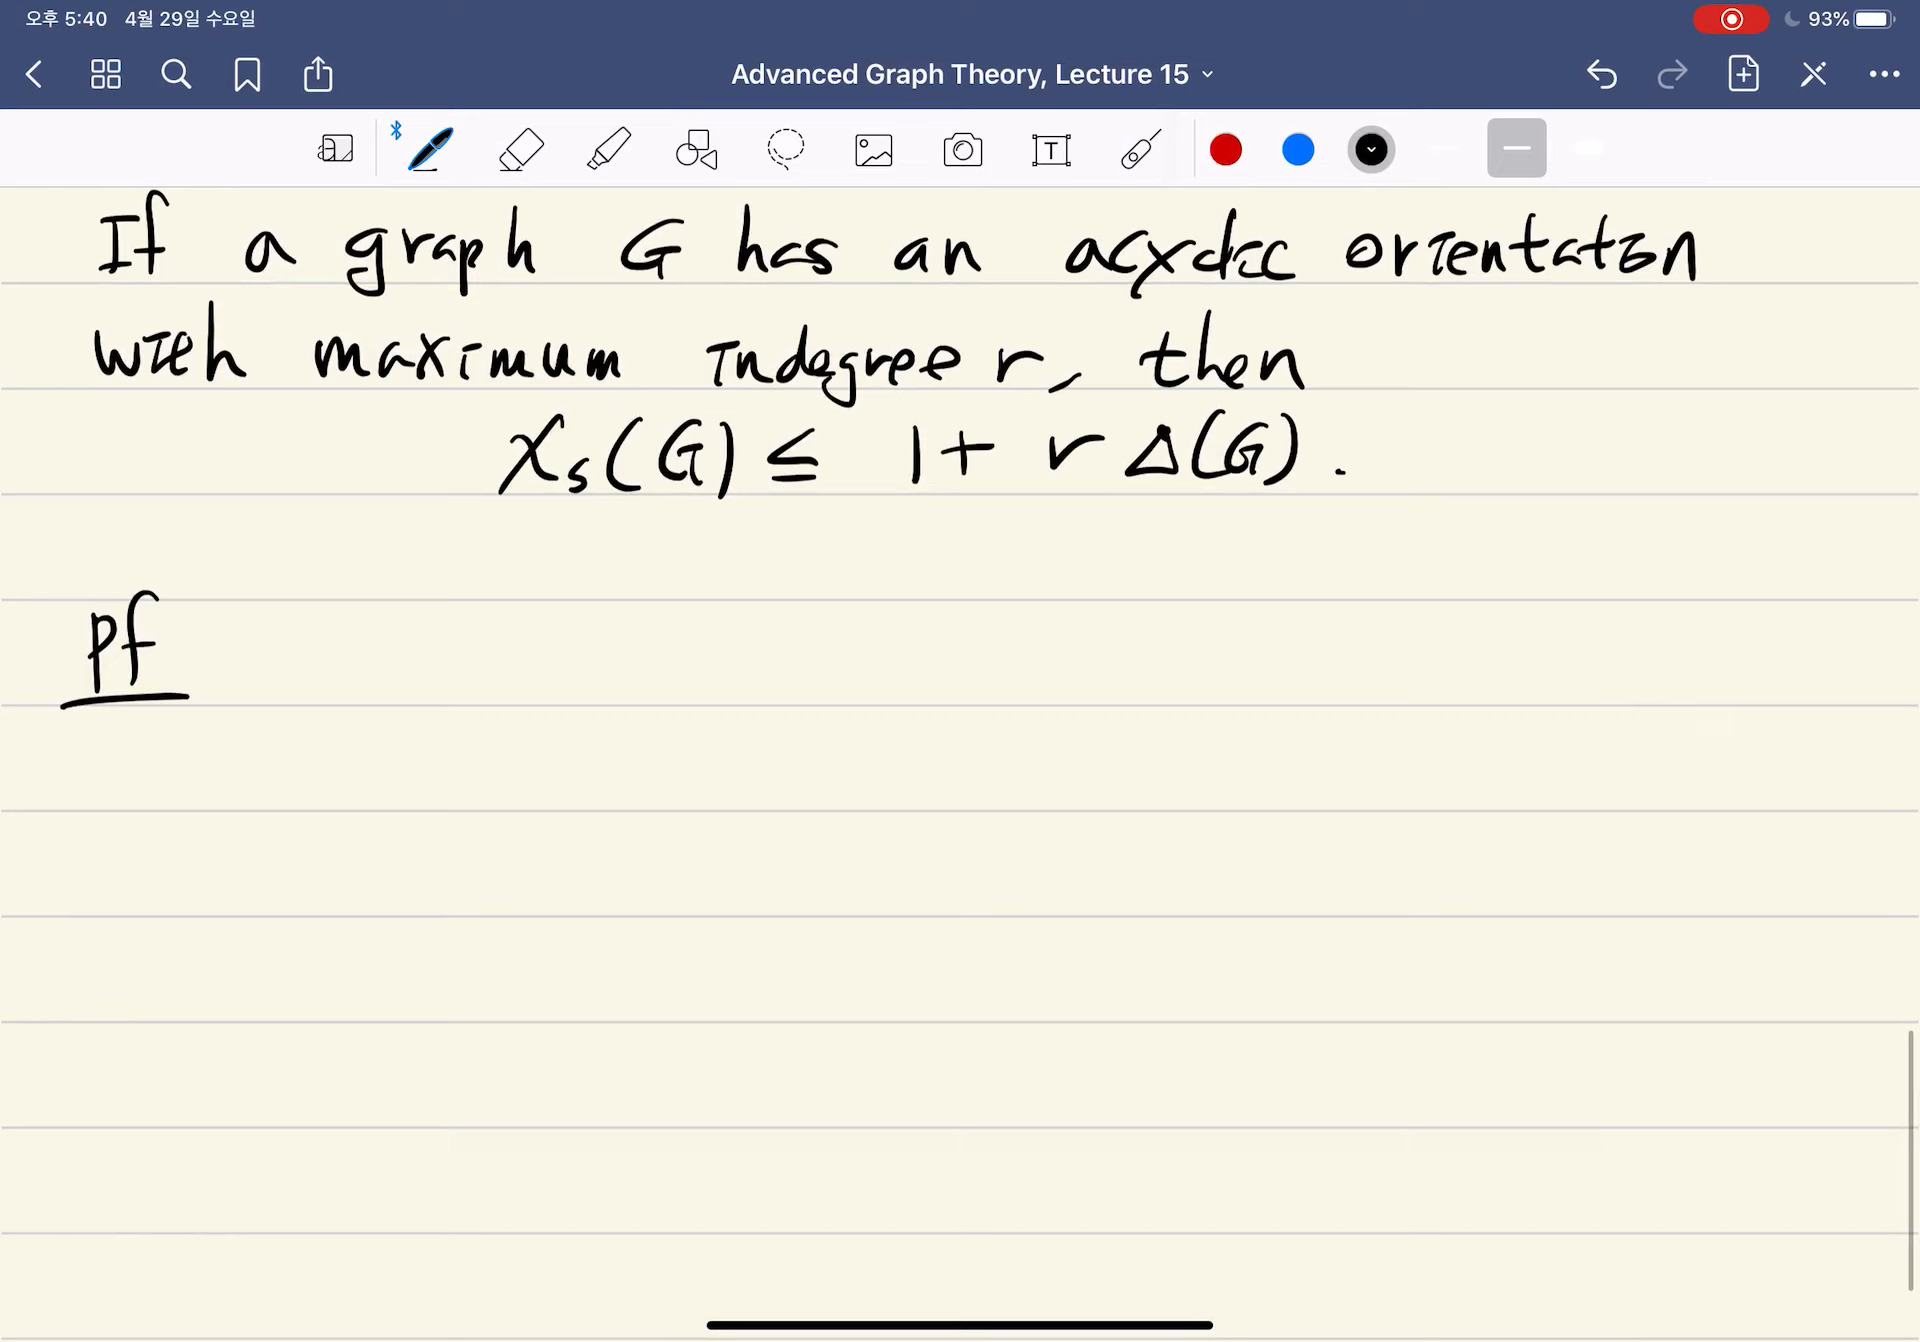 오후 5:40 4월 29일 수요일
93%
Advanced Graph Theory, Lecture 15
If a graph G has an acyclic orientation
with maximum indegree r, then
χₛ(G) ≤ 1 + r Δ(G).
pf